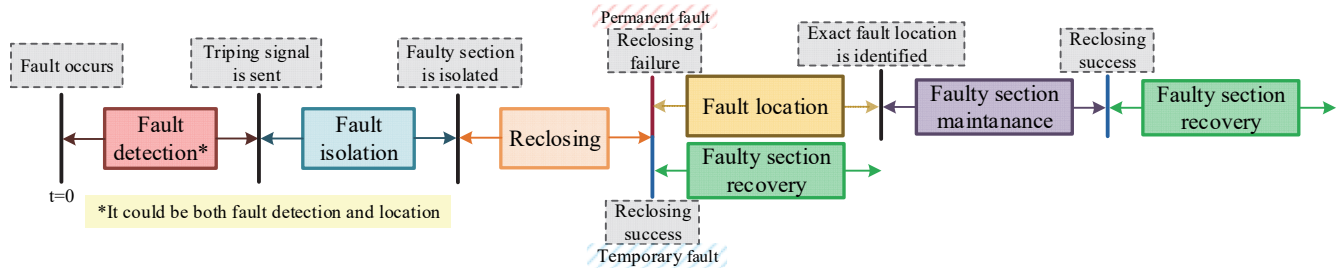 Fault occurs
t=0
Fault
detection*
Triping signal
is sent
Fault
isolation
Faulty section
is isolated
Reclosing
Permanent fault
Reclosing
failure
Fault location
Exact fault location
is identified
Faulty section
maintanance
Reclosing
success
Faulty section
recovery
Faulty section
recovery
Reclosing
success
Temporary fault
*It could be both fault detection and location